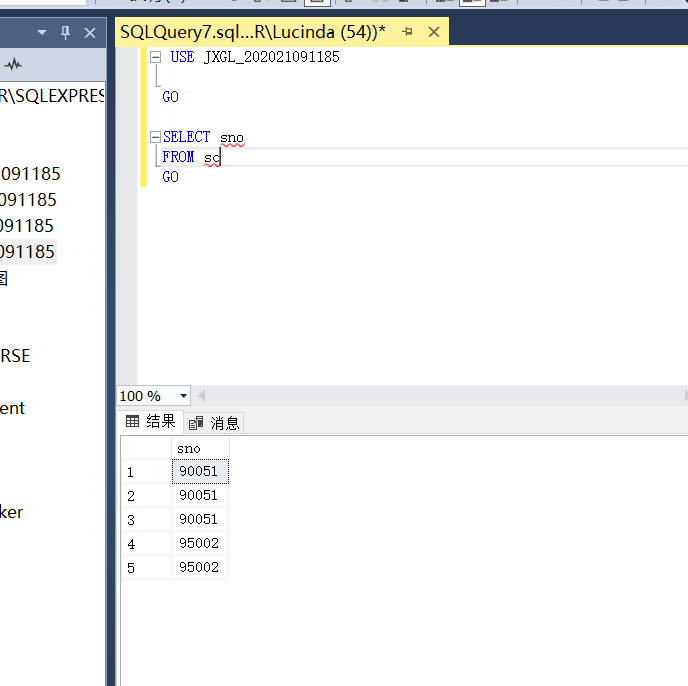 SQLQuery7.sql...R\Lucinda (54))*
R\SQLEXPRES
091185
091185
091185
091185
图
RSE
ent
ker
USE JXGL_202021091185
GO
SELECT sno
FROM sc
GO
100 %
结果
消息
sno
1 90051
2 90051
3 90051
4 95002
5 95002